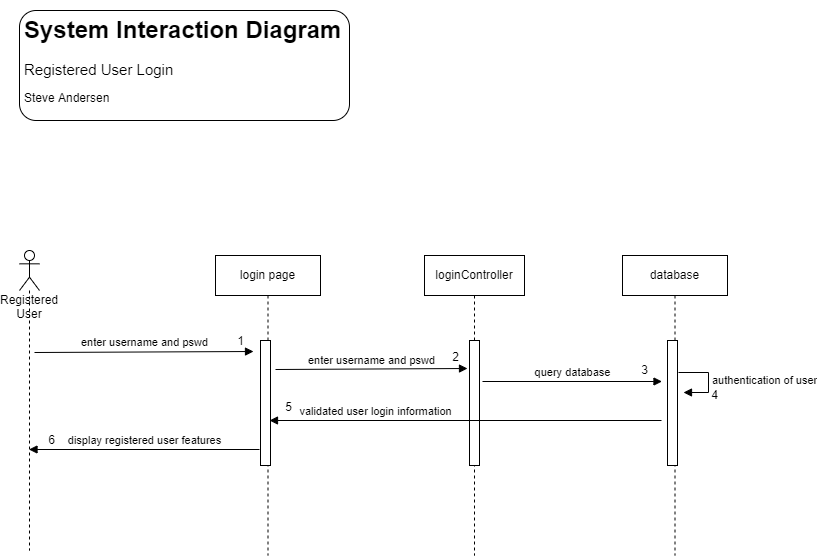 System Interaction Diagram
Registered User Login
Steve Andersen
Registered
User
login page
loginController
database
enter username and pswd 1
enter username and pswd 2
query database 3
authentication of user
4
5 validated user login information
6 display registered user features